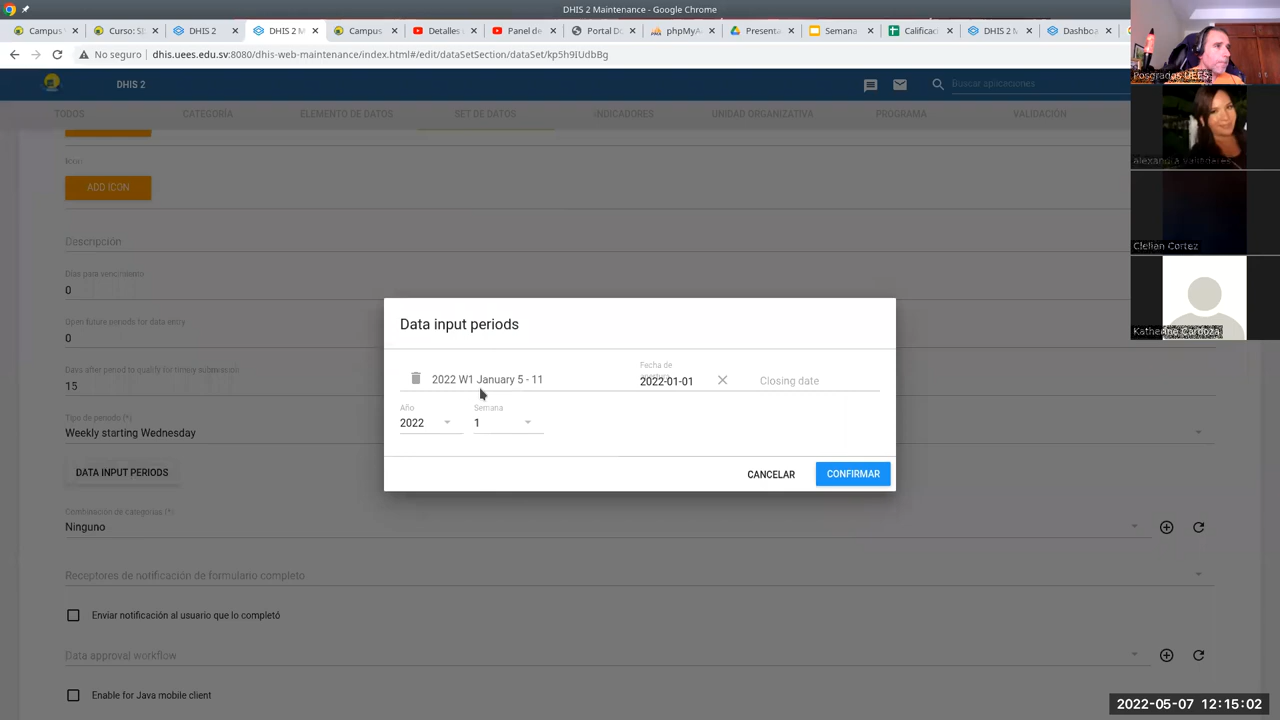 DHIS 2 Maintenance - Google Chrome
Campus
Curso: S
DHIS
DHIS 2 M
Campus
Detalles
Panel de
Portal Do
phpMyA
Presenta
Semana
Calificaci
DHIS 2 M
Dashboa
No seguro
dhis.uees.edu.sv:8080/dhis-web-maintenance/index.html#/edit/dataSetSection/dataSet/kp5h9IUdbBg
DHIS 2
Buscar aplicaciones
TODOS
CATEGORÍA
ELEMENTO DE DATOS
SET DE DATOS
INDICADORES
UNIDAD ORGANIZATIVA
PROGRAMA
VALIDACIÓN
Icon
ADD ICON
Descripción
Días para vencimiento
0
Open future periods for data entry
0
Days after period to qualify for timely submission
15
Tipo de periodo (*)
Weekly starting Wednesday
DATA INPUT PERIODS
Combinación de categorías (*)
Ninguno
Receptores de notificación de formulario completo
Enviar notificación al usuario que lo completó
Data approval workflow
Enable for Java mobile client
Data input periods
2022 W1 January 5 - 11
Fecha de
2022-01-01
Closing date
Año
2022
Semana
1
CANCELAR
CONFIRMAR
Posgrados UEES
Alexandra Valladares
Clelian Cortez
Katherine Cardoza
2022-05-07 12:15:02